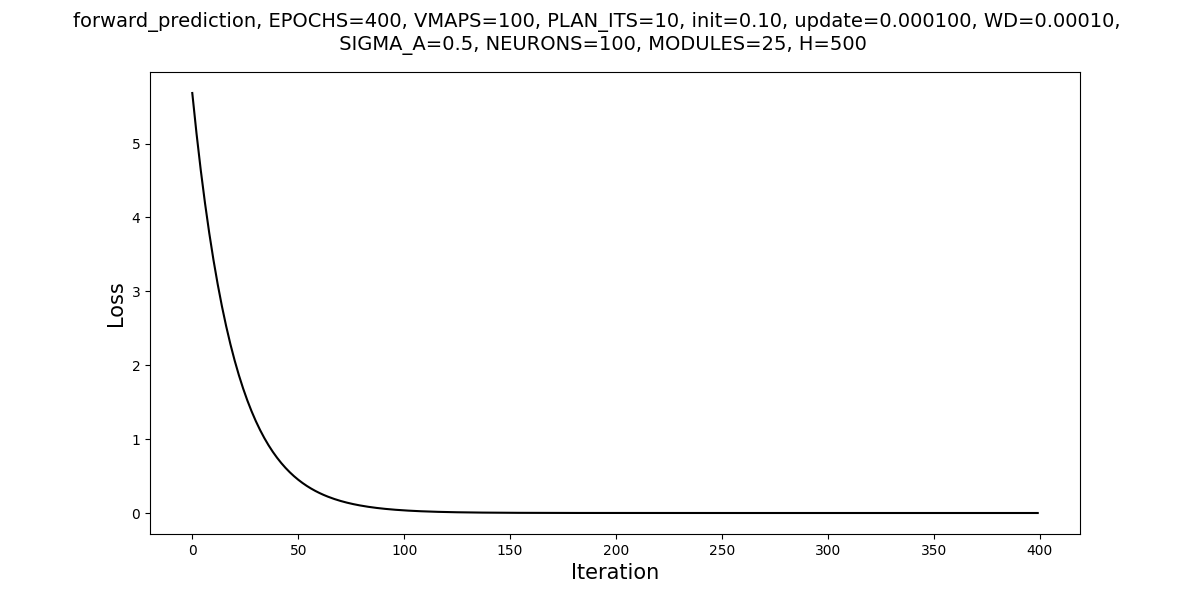 forward_prediction, EPOCHS=400, VMAPS=100, PLAN_ITS=10, init=0.10, update=0.000100, WD=0.00010,
SIGMA_A=0.5, NEURONS=100, MODULES=25, H=500
5
4
3
2
1
0
Loss
0 50 100 150 200 250 300 350 400
Iteration